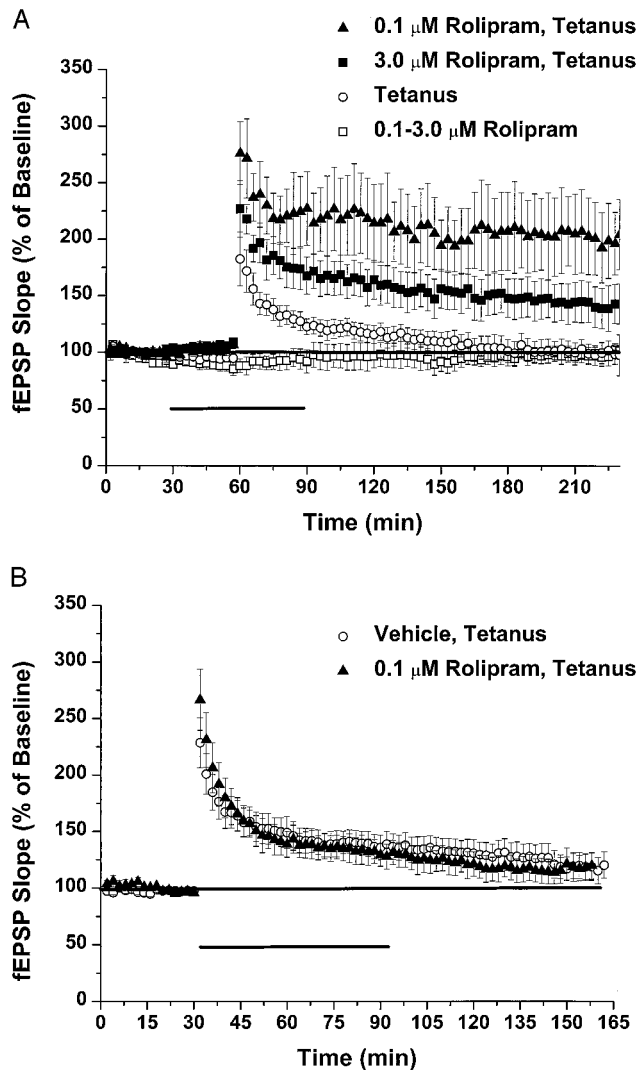 A
▲ 0.1 μM Rolipram, Tetanus
■ 3.0 μM Rolipram, Tetanus
○ Tetanus
□ 0.1-3.0 μM Rolipram
fEPSP Slope (% of Baseline)
350
300
250
200
150
100
50
0
0 30 60 90 120 150 180 210
Time (min)
B
○ Vehicle, Tetanus
▲ 0.1 μM Rolipram, Tetanus
fEPSP Slope (% of Baseline)
350
300
250
200
150
100
50
0
0 15 30 45 60 75 90 105 120 135 150 165
Time (min)